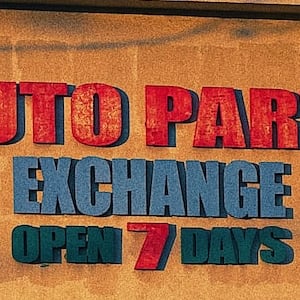 UTO PAR
EXCHANGE
OPEN 7 DAYS